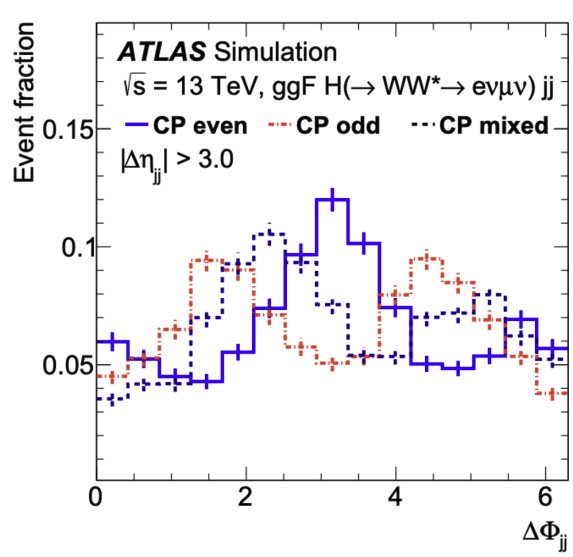 Event fraction
ATLAS Simulation
√s = 13 TeV, ggF H(→ WW*→ eνμν) jj
0.15
CP even CP odd CP mixed
|Δη_jj| > 3.0
0.1
0.05
0 2 4 6
ΔΦ_jj